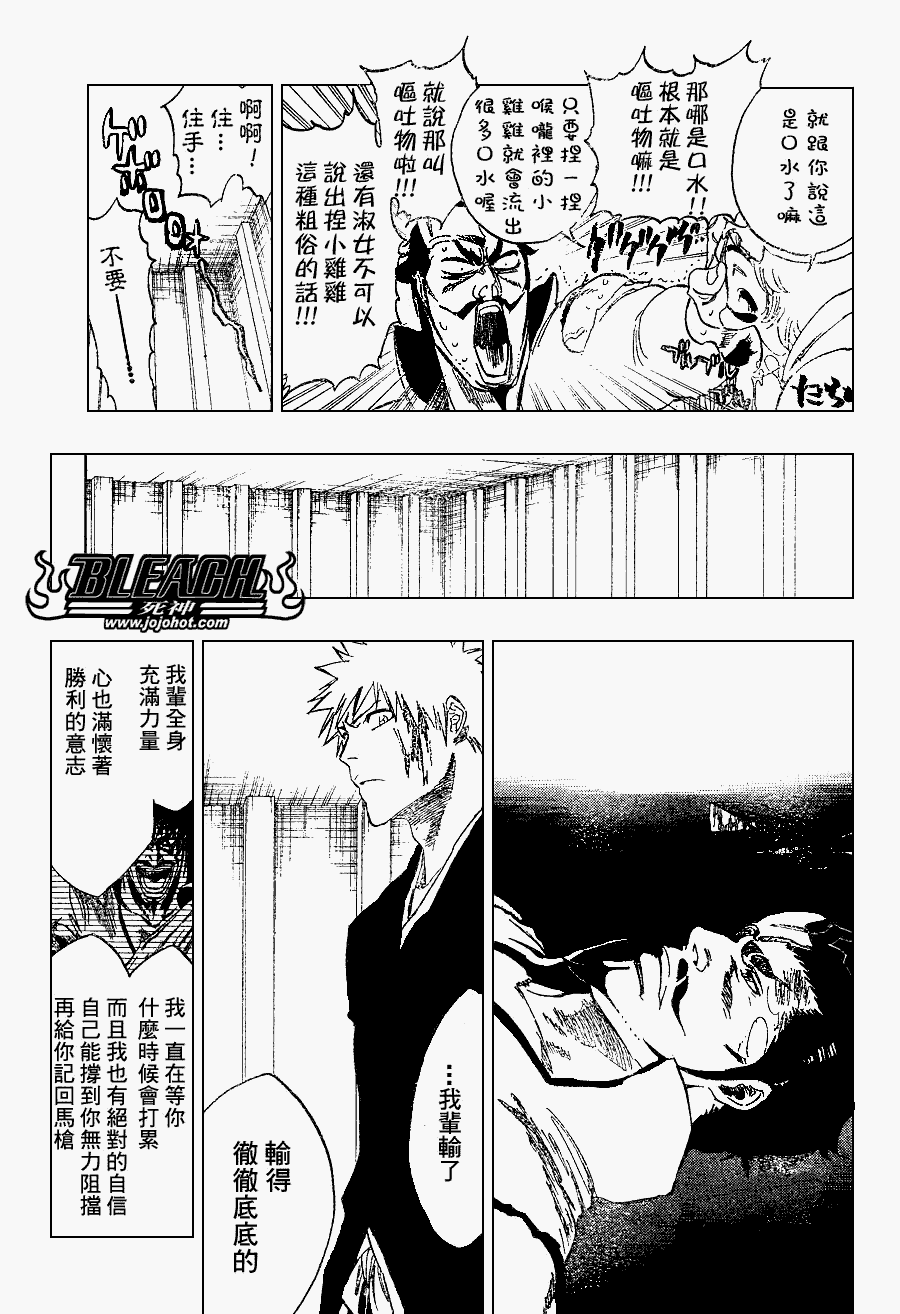 就跟你說這
是口水了嘛
那哪是口水!!
根本就是
嘔吐物嘛!!!
只要捏一捏
喉嚨裡的小
雞雞就會流出
很多口水喔
就說那叫
嘔吐物啦!!!
還有淑女不可以
說出捏小雞雞
這種粗俗的話!!!
啊啊!
住…
住手…
不要……
BLEACH
死神
www.jojohot.com
…我輩輸了
輸得
徹徹底底的
我輩全身
充滿力量
心也滿懷著
勝利的意志
我一直在等你
什麼時候會打累
而且我也有絕對的自信
自己能撐到你無力阻擋
再給你記回馬槍